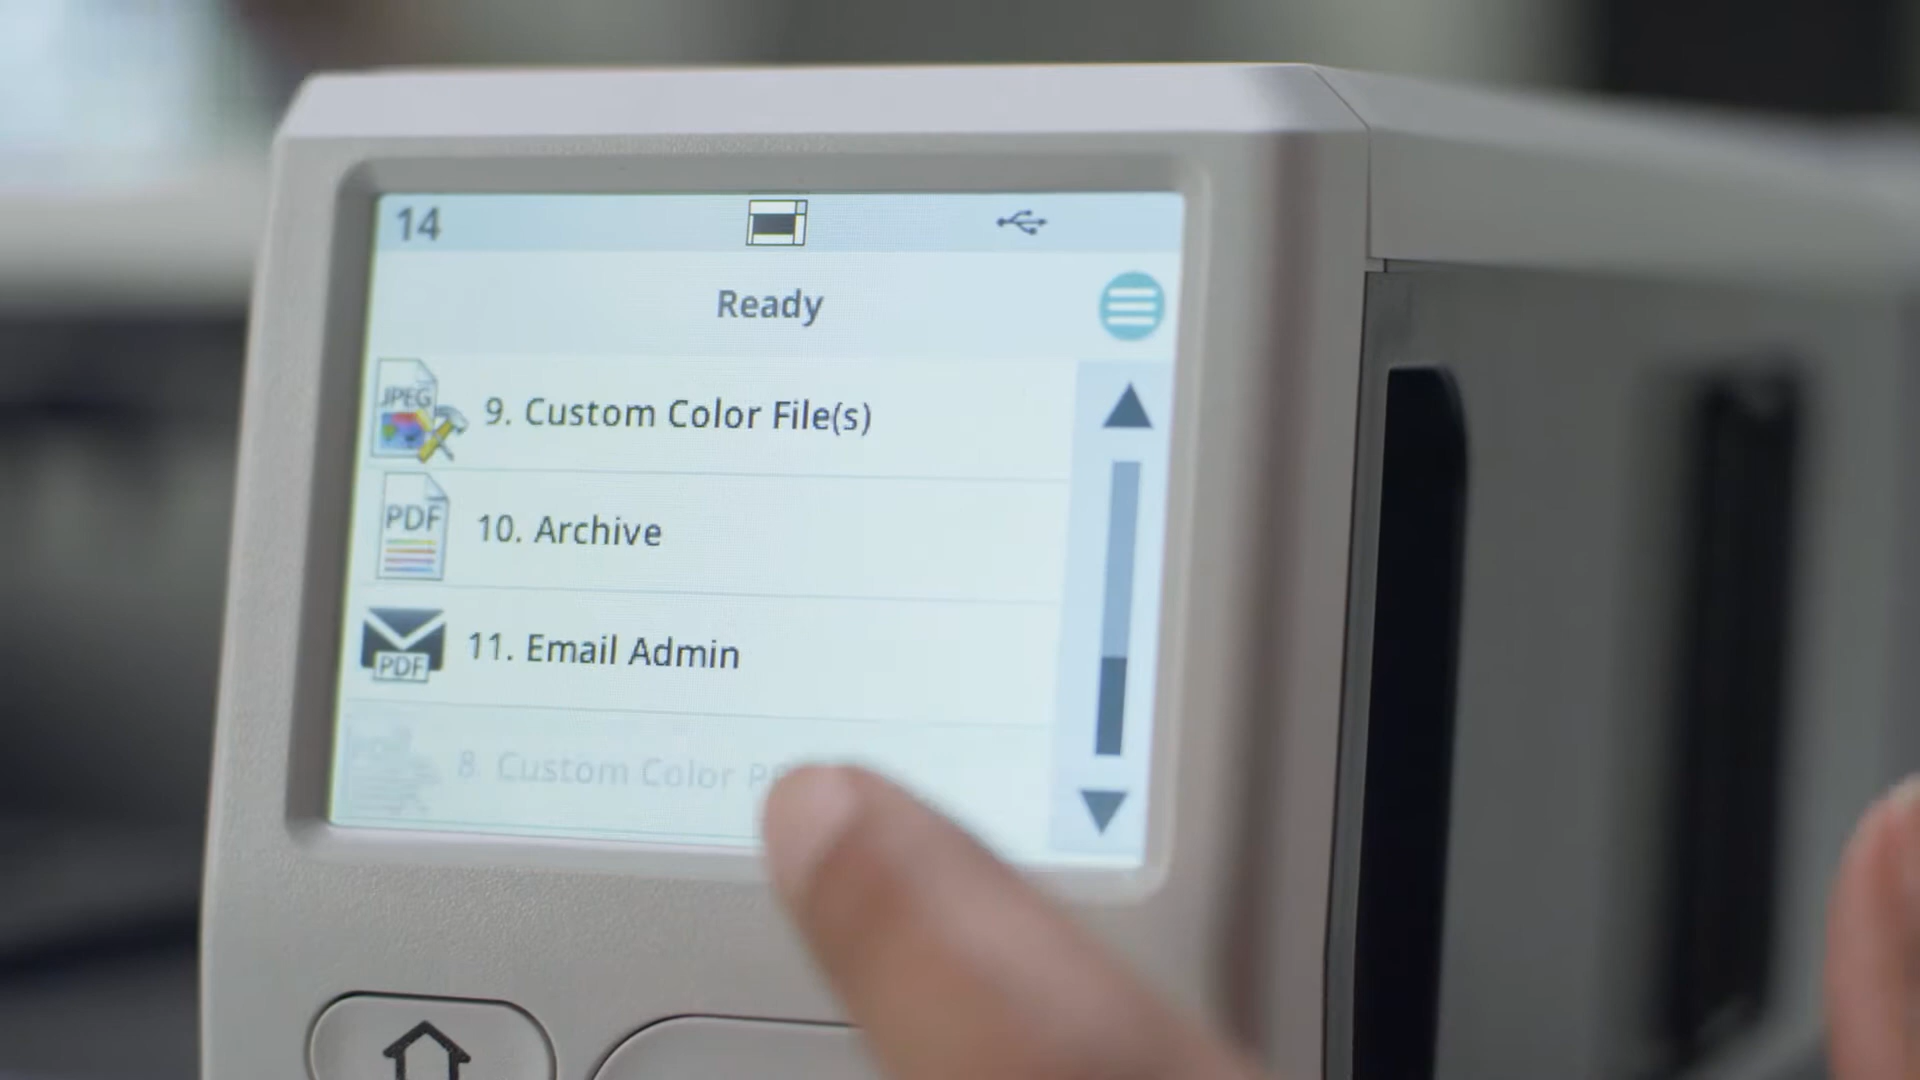 14
Ready
JPEG
9. Custom Color File(s)
PDF
10. Archive
PDF
11. Email Admin
8. Custom Color